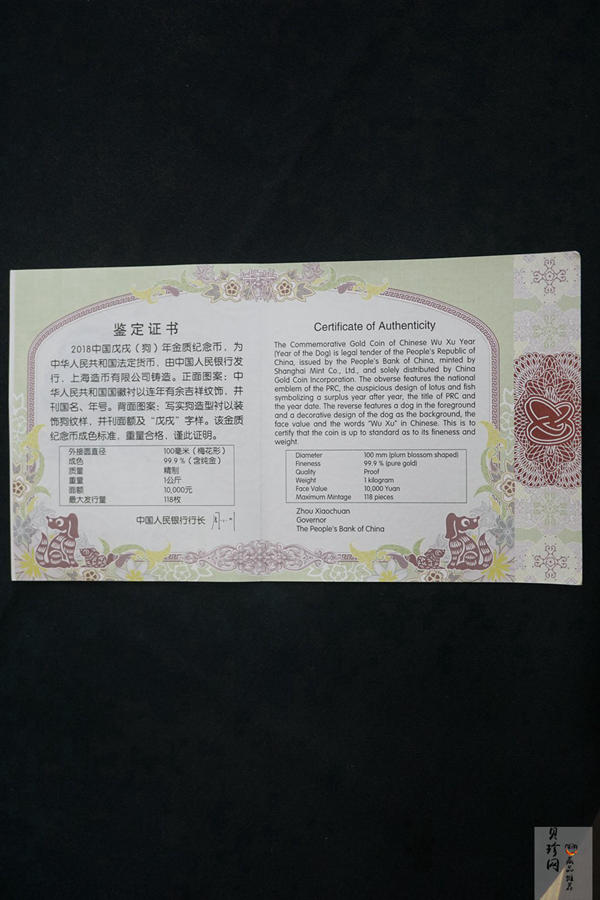 鉴定证书
2018中国戊戌（狗）年金质纪念币，为
中华人民共和国法定货币，由中国人民银行发
行，上海造币有限公司铸造。正面图案：中
华人民共和国国徽衬以连年有余吉祥纹饰，并
刊国名、年号。背面图案：写实狗造型衬以装
饰狗纹样，并刊面额及“戊戌”字样。该金质
纪念币成色标准，重量合格，谨此证明。
外接圆直径 100毫米（梅花形）
成色 99.9％（含纯金）
质量 精制
重量 1公斤
面额 10,000元
最大发行量 118枚
中国人民银行行长
Certificate of Authenticity
The Commemorative Gold Coin of Chinese Wu Xu Year
(Year of the Dog) is legal tender of the People's Republic of
China, issued by the People's Bank of China, minted by
Shanghai Mint Co., Ltd., and solely distributed by China
Gold Coin Incorporation. The obverse features the national
emblem of the PRC, the auspicious design of lotus and fish
symbolizing a surplus year after year, the title of PRC and
the year date. The reverse features a dog in the foreground
and a decorative design of the dog as the background, the
face value and the words "Wu Xu" in Chinese. This is to
certify that the coin is up to standard as to its fineness and
weight.
Diameter 100 mm (plum blossom shaped)
Fineness 99.9 % (pure gold)
Quality Proof
Weight 1 kilogram
Face Value 10,000 Yuan
Maximum Mintage 118 pieces
Zhou Xiaochuan
Governor
The People's Bank of China
贝珍网
藏品推荐